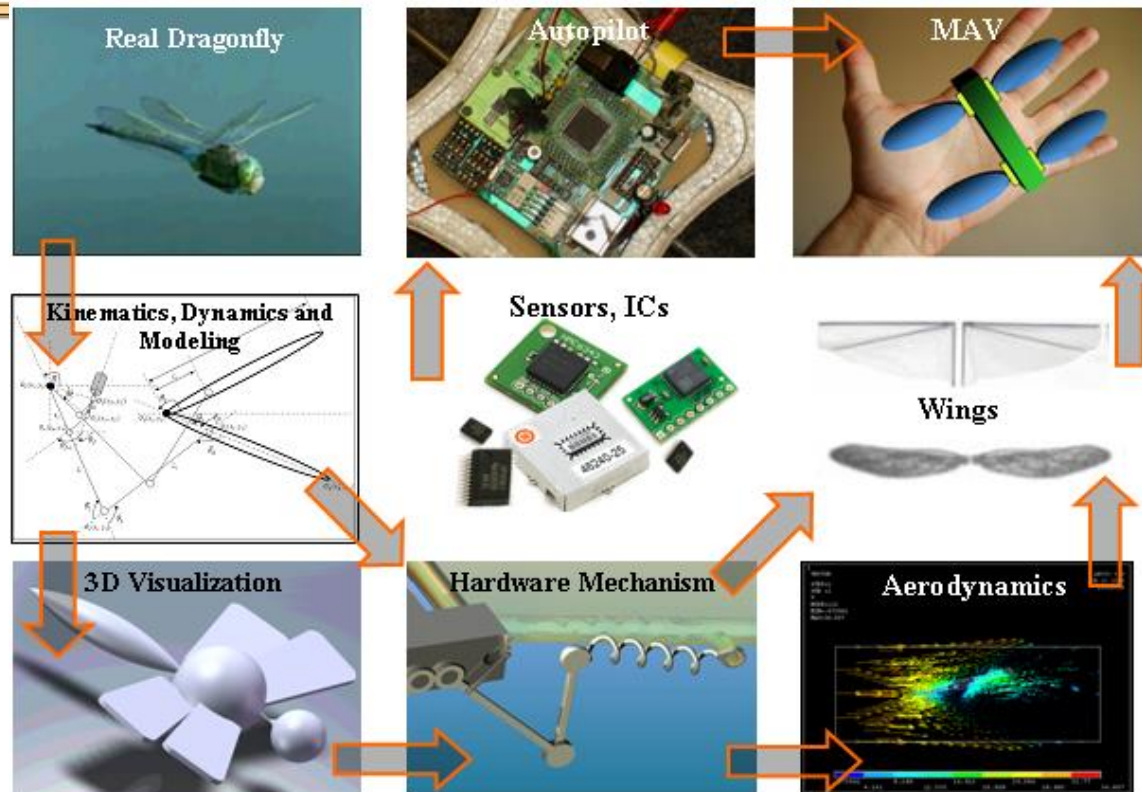 Real Dragonfly
Autopilot
MAV
Kinematics, Dynamics and
Modeling
Sensors, ICs
48240-25
Wings
3D Visualization
Hardware Mechanism
Aerodynamics